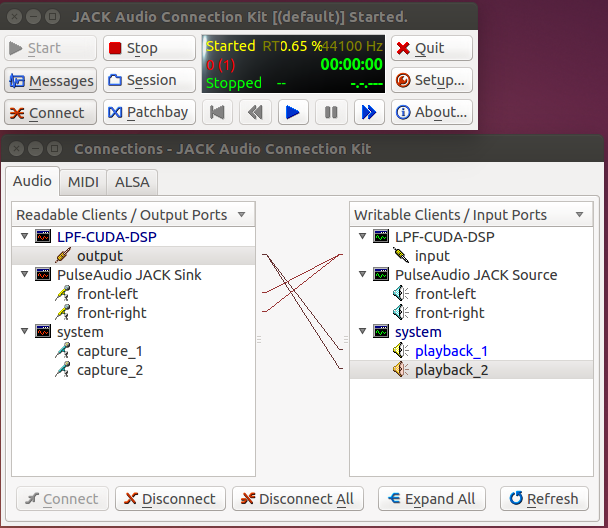 JACK Audio Connection Kit [(default)] Started.
Start Stop Started RT 0.65 % 44100 Hz Quit
0 (1) 00:00:00
Messages Session Stopped -- -.-.--- Setup...
Connect Patchbay About...
Connections - JACK Audio Connection Kit
Audio MIDI ALSA
Readable Clients / Output Ports Writable Clients / Input Ports
LPF-CUDA-DSP LPF-CUDA-DSP
output input
PulseAudio JACK Sink PulseAudio JACK Source
front-left front-left
front-right front-right
system system
capture_1 playback_1
capture_2 playback_2
Connect Disconnect Disconnect All Expand All Refresh